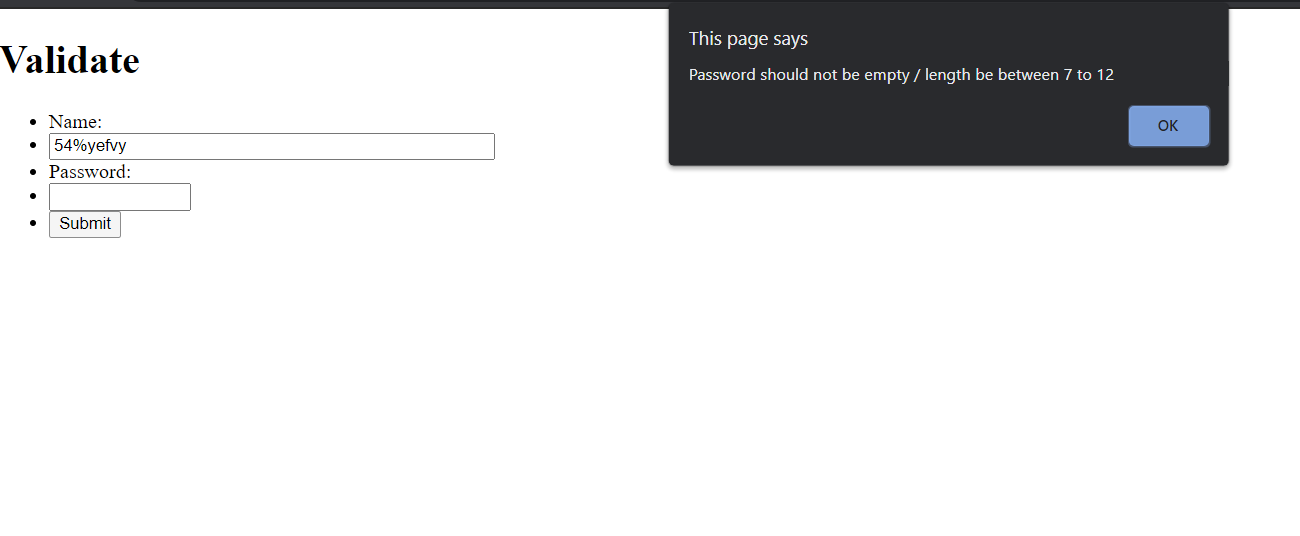 Validate
Name:
54%yefvy
Password:
Submit
This page says
Password should not be empty / length be between 7 to 12
OK